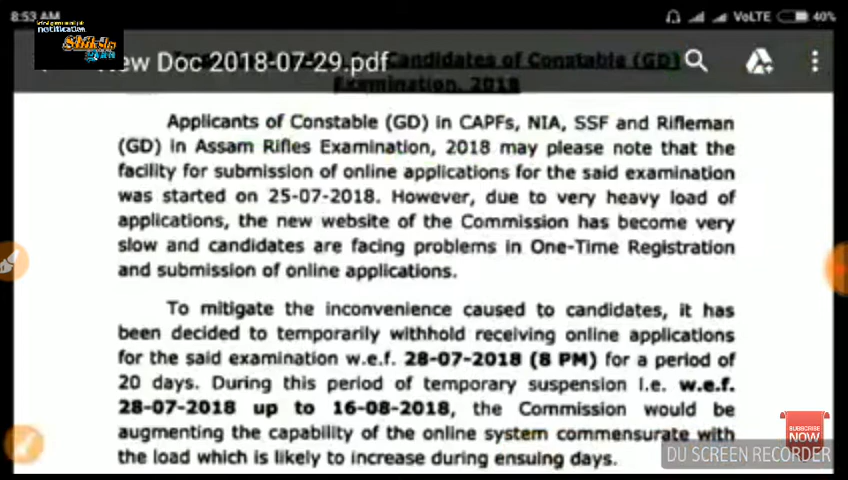 8:53 AM
VoLTE 40%
notification
New Doc 2018-07-29.pdf
Candidates of Constable (GD)
Examination, 2018
Applicants of Constable (GD) in CAPFs, NIA, SSF and Rifleman
(GD) in Assam Rifles Examination, 2018 may please note that the
facility for submission of online applications for the said examination
was started on 25-07-2018. However, due to very heavy load of
applications, the new website of the Commission has become very
slow and candidates are facing problems in One-Time Registration
and submission of online applications.
To mitigate the inconvenience caused to candidates, it has
been decided to temporarily withhold receiving online applications
for the said examination w.e.f. 28-07-2018 (8 PM) for a period of
20 days. During this period of temporary suspension i.e. w.e.f.
28-07-2018 up to 16-08-2018, the Commission would be
augmenting the capability of the online system commensurate with
the load which is likely to increase during ensuing days.
SUBSCRIBE
NOW
DU SCREEN RECORDER